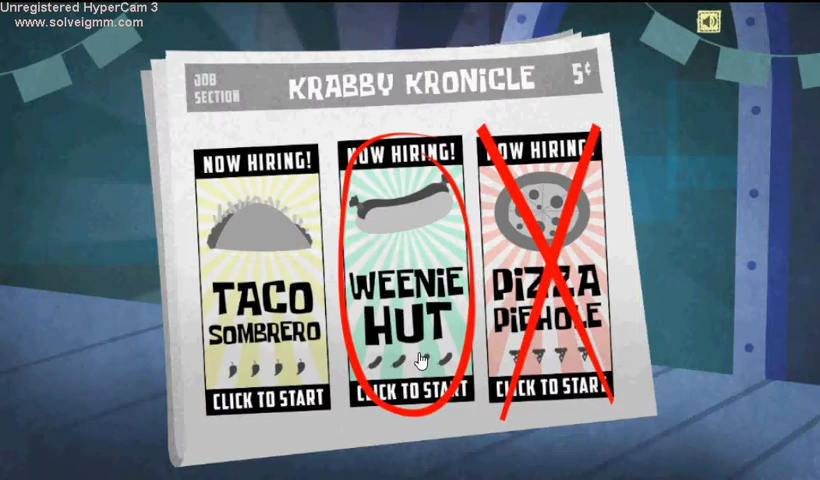 Unregistered HyperCam 3
www.solveigmm.com
JOB
SECTION
KRABBY KRONICLE
5¢
NOW HIRING!
TACO
SOMBRERO
CLICK TO START
NOW HIRING!
WEENIE
HUT
CLICK TO START
NOW HIRING!
PIZZA
PIEHOLE
CLICK TO START